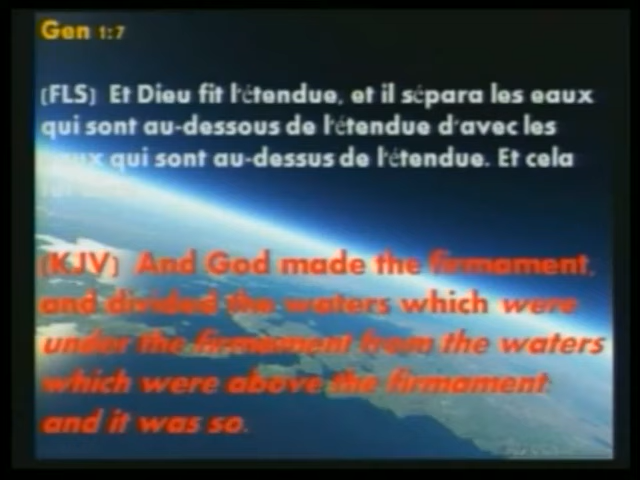 Gen 1:7
(FLS) Et Dieu fit l'étendue, et il sépara les eaux
qui sont au-dessous de l'étendue d'avec les
eaux qui sont au-dessus de l'étendue. Et cela
fut
(KJV) And God made the firmament,
and divided the waters which were
under the firmament from the waters
which were above the firmament
and it was so.